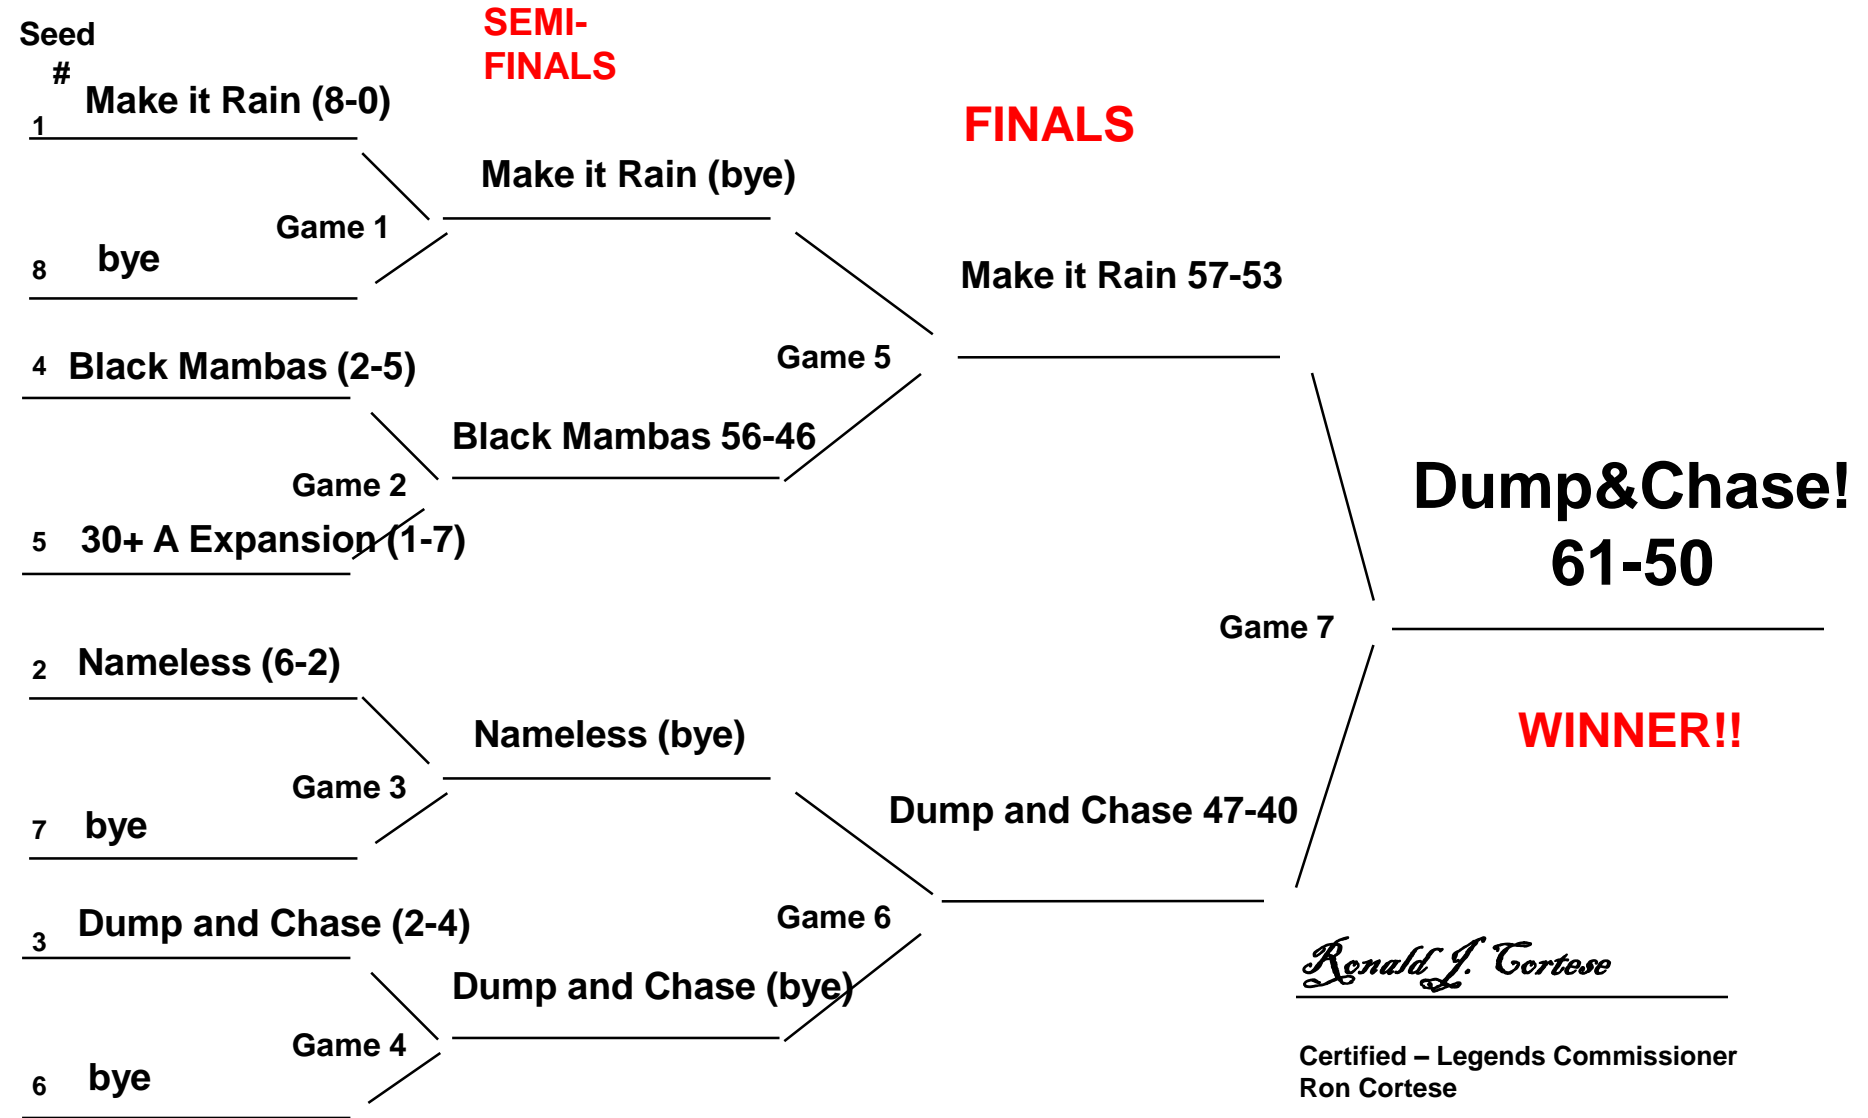 Seed
#
SEMI-
FINALS
FINALS
1 Make it Rain (8-0)
Game 1
8 bye
Make it Rain (bye)
4 Black Mambas (2-5)
Game 2
5 30+ A Expansion (1-7)
Black Mambas 56-46
Game 5
Make it Rain 57-53
2 Nameless (6-2)
Game 3
7 bye
Nameless (bye)
3 Dump and Chase (2-4)
Game 4
6 bye
Dump and Chase (bye)
Game 6
Dump and Chase 47-40
Game 7
Dump&Chase!
61-50
WINNER!!
Ronald J. Cortese
Certified – Legends Commissioner
Ron Cortese